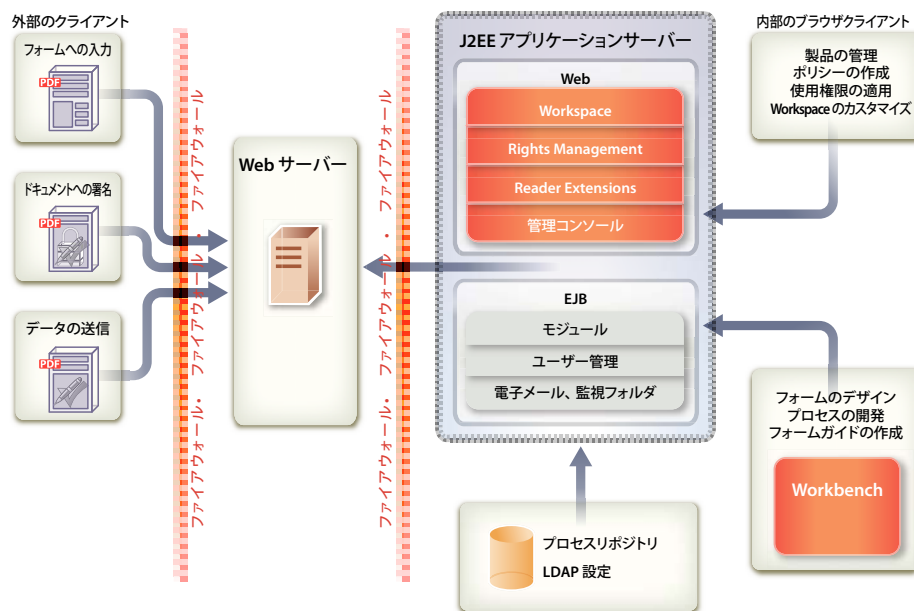 外部のクライアント
フォームへの入力
PDF
ドキュメントへの署名
PDF
データの送信
PDF
ファイアウォール・ファイアウォール・ファイアウォール
Web サーバー
ファイアウォール・ファイアウォール・ファイアウォール
J2EE アプリケーションサーバー
Web
Workspace
Rights Management
Reader Extensions
管理コンソール
EJB
モジュール
ユーザー管理
電子メール、監視フォルダ
プロセスリポジトリ
LDAP 設定
内部のブラウザクライアント
製品の管理
ポリシーの作成
使用権限の適用
Workspace のカスタマイズ
フォームのデザイン
プロセスの開発
フォームガイドの作成
Workbench